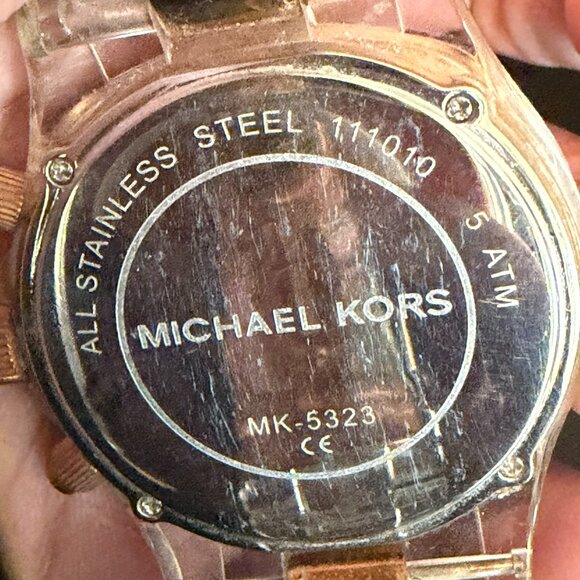 ALL STAINLESS STEEL 111010 5 ATM
MICHAEL KORS
MK-5323
CE